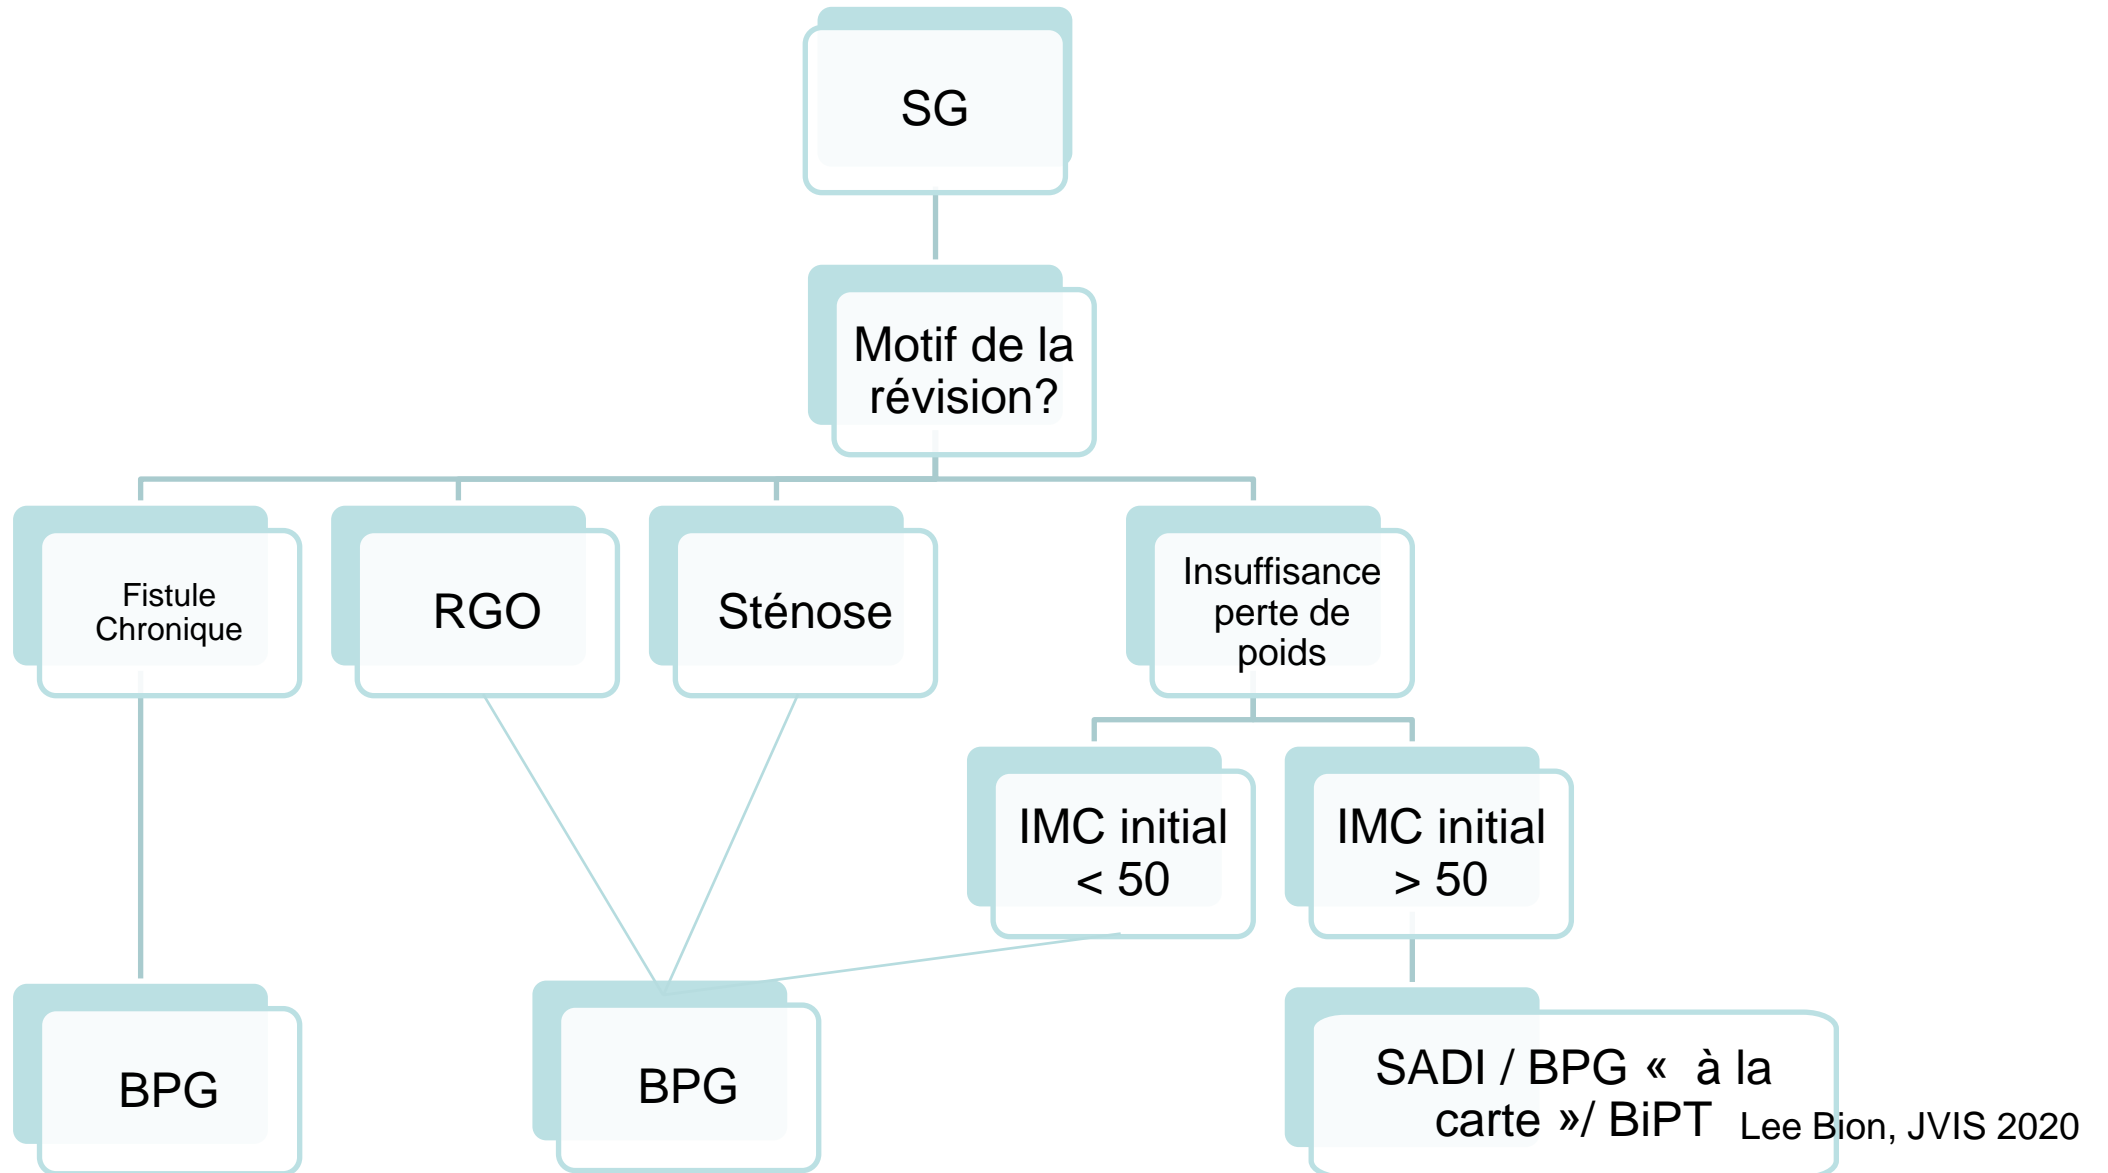 SG
Motif de la
révision?
Fistule
Chronique
RGO
Sténose
Insuffisance
perte de
poids
IMC initial
< 50
IMC initial
> 50
BPG
BPG
SADI / BPG «  à la
carte »/ BiPT
Lee Bion, JVIS 2020